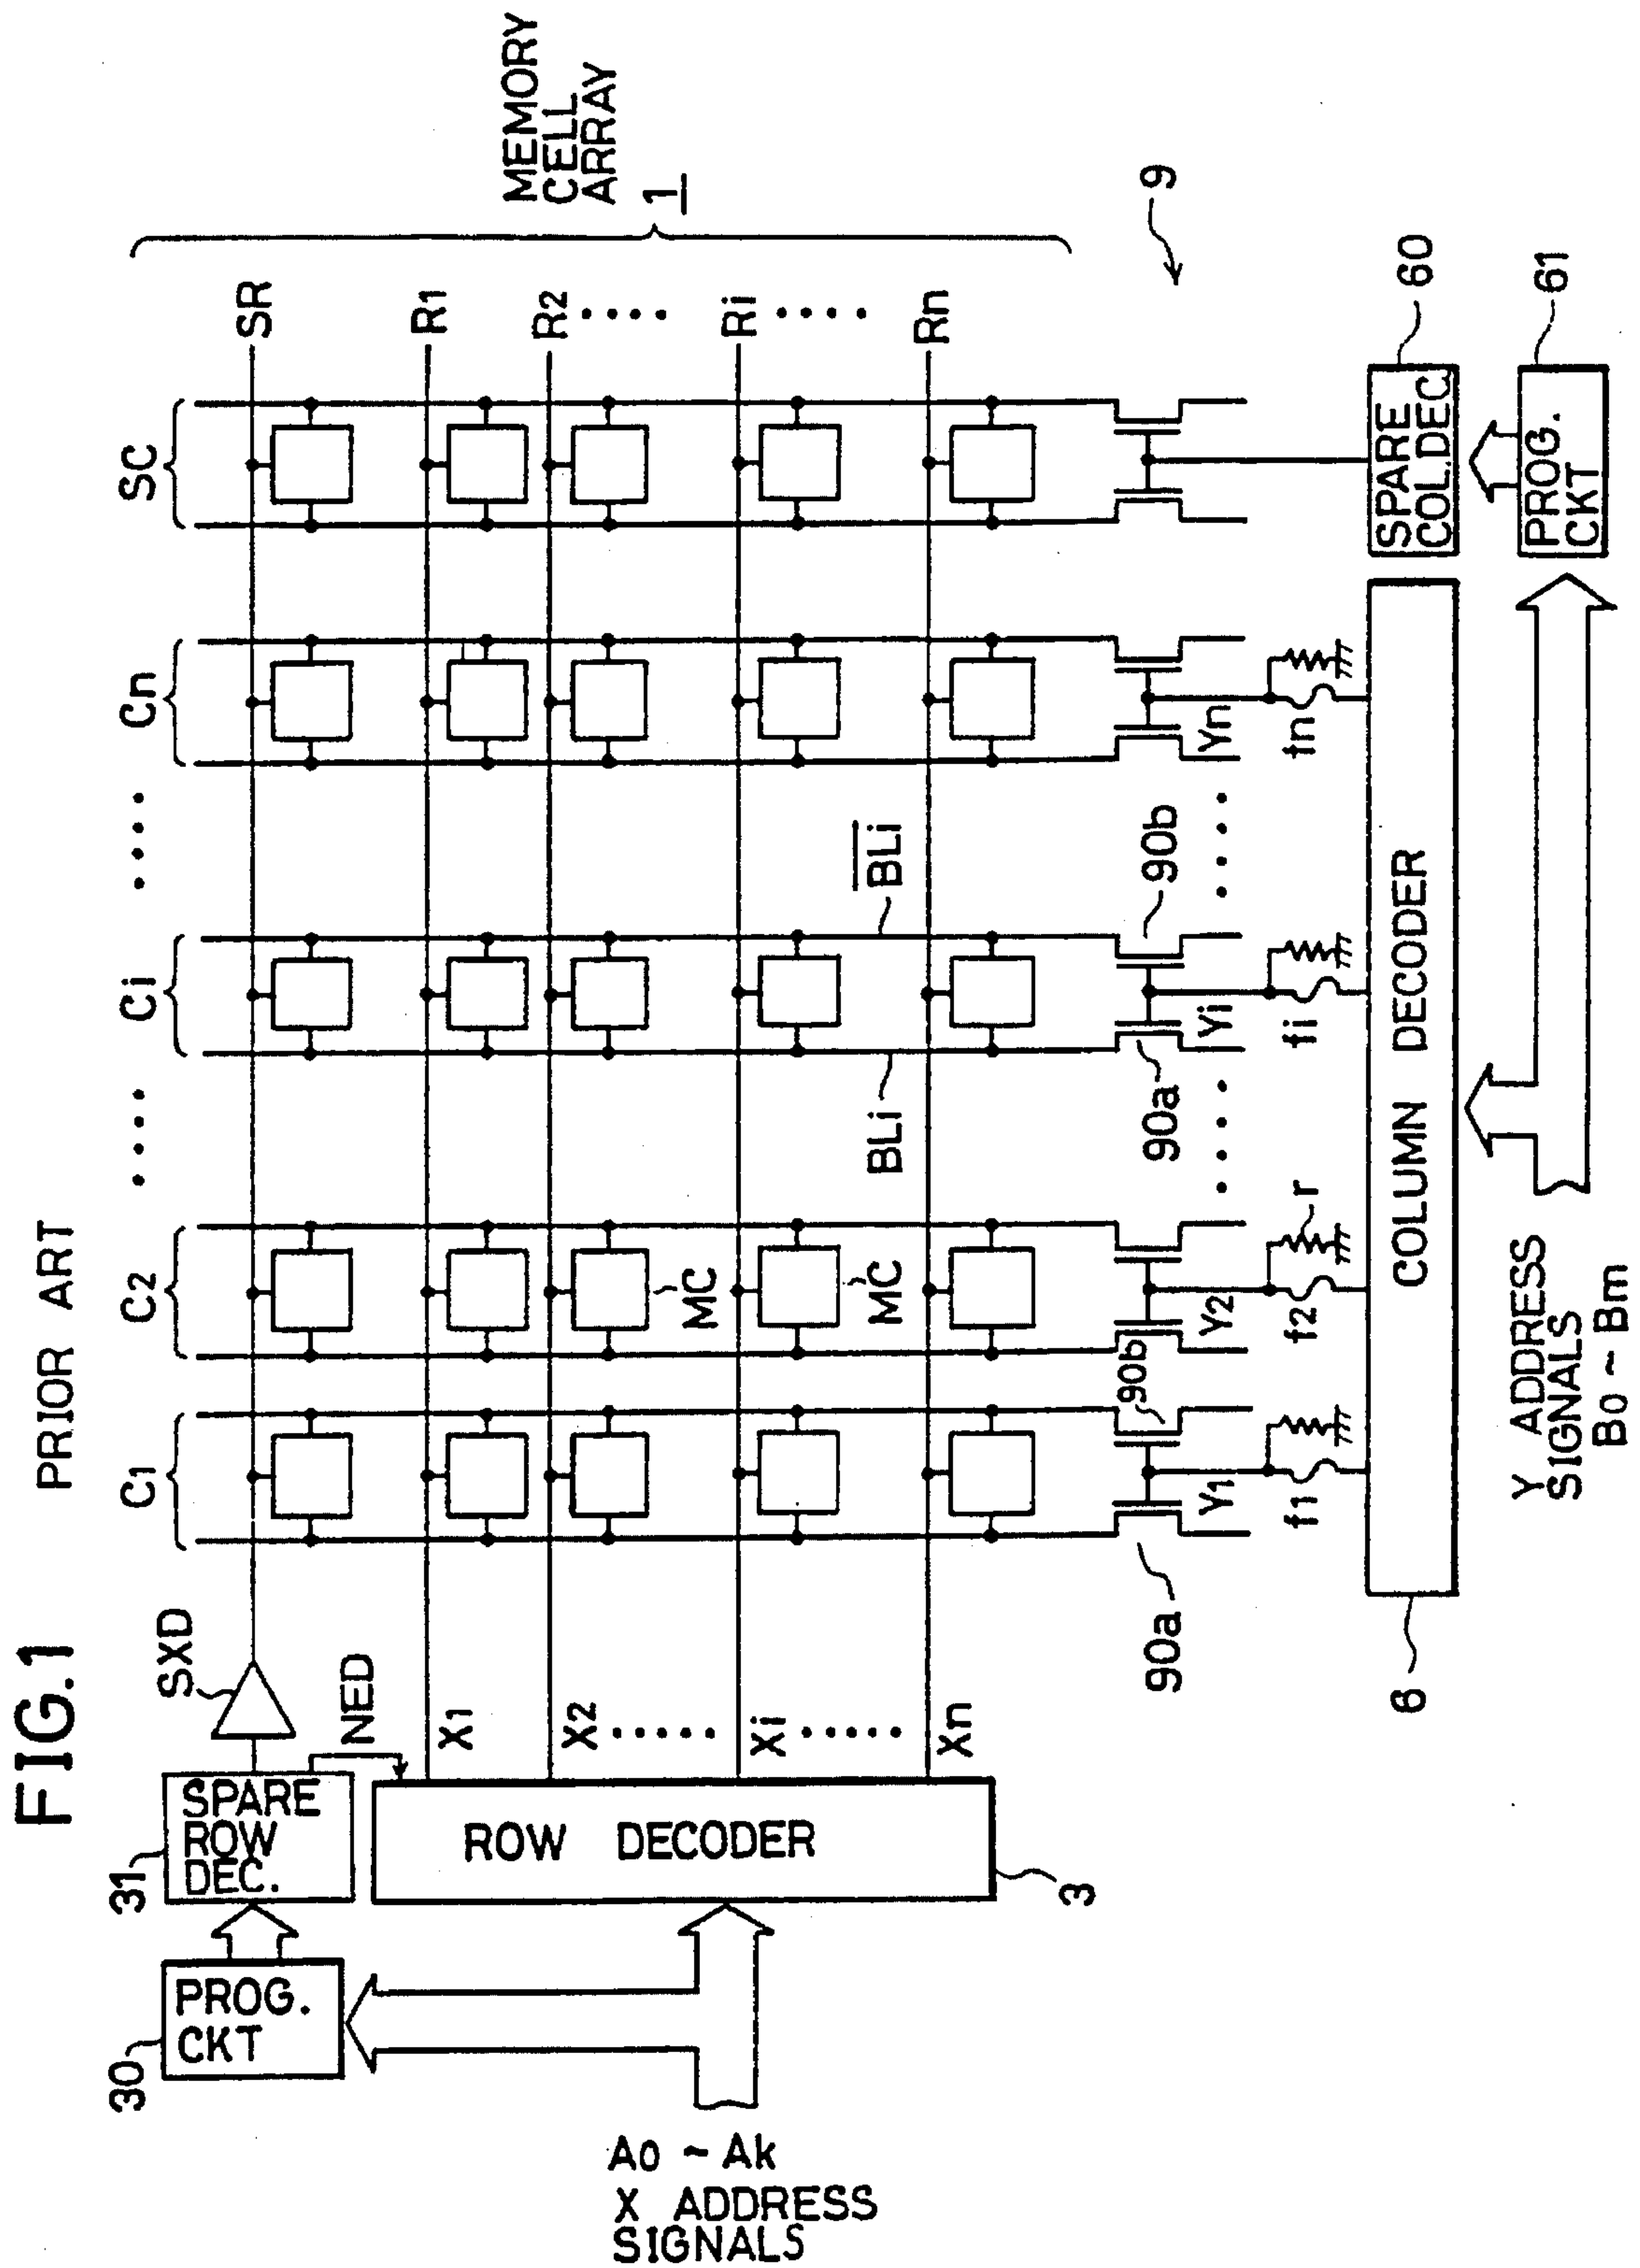 FIG.1
PRIOR ART
C1
C2
. . . .
Ci
. . . .
Cn
SC
30
PROG.
CKT
31
SPARE
ROW
DEC.
SXD
SR
NED
X1
R1
X2
R2
Xi
Ri
Xn
Rn
ROW DECODER
3
MEMORY
CELL
ARRAY
1
MC
MC
BLi
BLi
A0 ~ Ak
X ADDRESS
SIGNALS
90a
90b
90a
90b
9
Y1
Y2
Yi
Yn
f1
f2
r
fi
fn
6
COLUMN DECODER
SPARE
COL.DEC.
60
PROG.
CKT
61
Y ADDRESS
SIGNALS
B0 ~ Bm